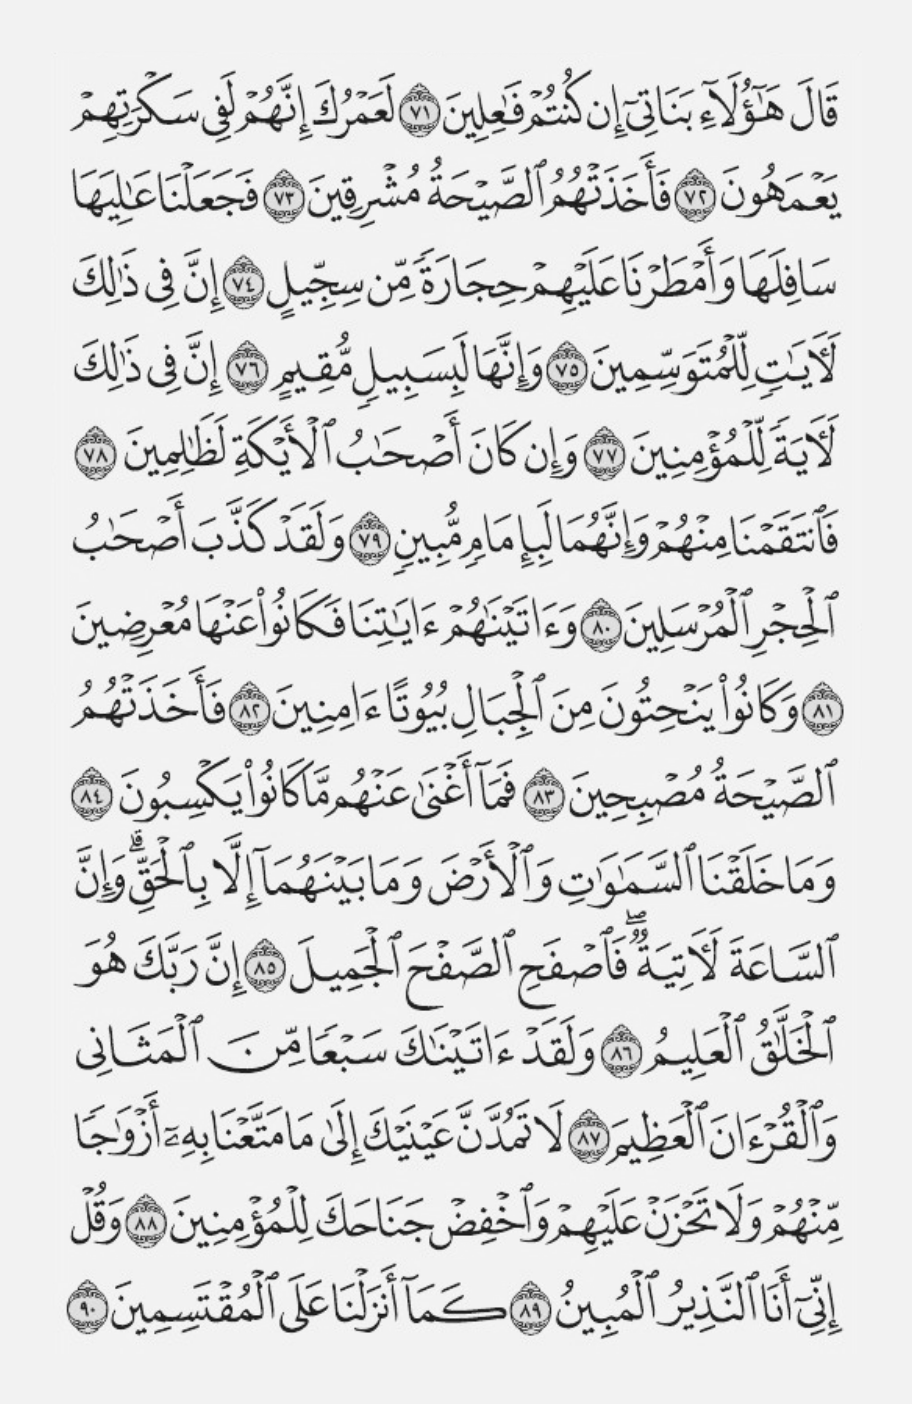 قَالَ هَٰٓؤُلَآءِ بَنَاتِىٓ إِن كُنتُمْ فَٰعِلِينَ ٧١ لَعَمْرُكَ إِنَّهُمْ لَفِى سَكْرَتِهِمْ
يَعْمَهُونَ ٧٢ فَأَخَذَتْهُمُ ٱلصَّيْحَةُ مُشْرِقِينَ ٧٣ فَجَعَلْنَا عَٰلِيَهَا
سَافِلَهَا وَأَمْطَرْنَا عَلَيْهِمْ حِجَارَةً مِّن سِجِّيلٍ ٧٤ إِنَّ فِى ذَٰلِكَ
لَأٓيَٰتٍ لِّلْمُتَوَسِّمِينَ ٧٥ وَإِنَّهَا لَبِسَبِيلٍ مُّقِيمٍ ٧٦ إِنَّ فِى ذَٰلِكَ
لَأٓيَةً لِّلْمُؤْمِنِينَ ٧٧ وَإِن كَانَ أَصْحَٰبُ ٱلْأَيْكَةِ لَظَٰلِمِينَ ٧٨
فَٱنتَقَمْنَا مِنْهُمْ وَإِنَّهُمَا لَبِإِمَامٍ مُّبِينٍ ٧٩ وَلَقَدْ كَذَّبَ أَصْحَٰبُ
ٱلْحِجْرِ ٱلْمُرْسَلِينَ ٨٠ وَءَاتَيْنَٰهُمْ ءَايَٰتِنَا فَكَانُوا۟ عَنْهَا مُعْرِضِينَ
٨١ وَكَانُوا۟ يَنْحِتُونَ مِنَ ٱلْجِبَالِ بُيُوتًا ءَامِنِينَ ٨٢ فَأَخَذَتْهُمُ
ٱلصَّيْحَةُ مُصْبِحِينَ ٨٣ فَمَآ أَغْنَىٰ عَنْهُم مَّا كَانُوا۟ يَكْسِبُونَ ٨٤
وَمَا خَلَقْنَا ٱلسَّمَٰوَٰتِ وَٱلْأَرْضَ وَمَا بَيْنَهُمَآ إِلَّا بِٱلْحَقِّ ۗ وَإِنَّ
ٱلسَّاعَةَ لَأٓتِيَةٌ ۖ فَٱصْفَحِ ٱلصَّفْحَ ٱلْجَمِيلَ ٨٥ إِنَّ رَبَّكَ هُوَ
ٱلْخَلَّٰقُ ٱلْعَلِيمُ ٨٦ وَلَقَدْ ءَاتَيْنَٰكَ سَبْعًا مِّنَ ٱلْمَثَانِى
وَٱلْقُرْءَانَ ٱلْعَظِيمَ ٨٧ لَا تَمُدَّنَّ عَيْنَيْكَ إِلَىٰ مَا مَتَّعْنَا بِهِۦٓ أَزْوَٰجًا
مِّنْهُمْ وَلَا تَحْزَنْ عَلَيْهِمْ وَٱخْفِضْ جَنَاحَكَ لِلْمُؤْمِنِينَ ٨٨ وَقُلْ
إِنِّىٓ أَنَا ٱلنَّذِيرُ ٱلْمُبِينُ ٨٩ كَمَآ أَنزَلْنَا عَلَى ٱلْمُقْتَسِمِينَ ٩٠